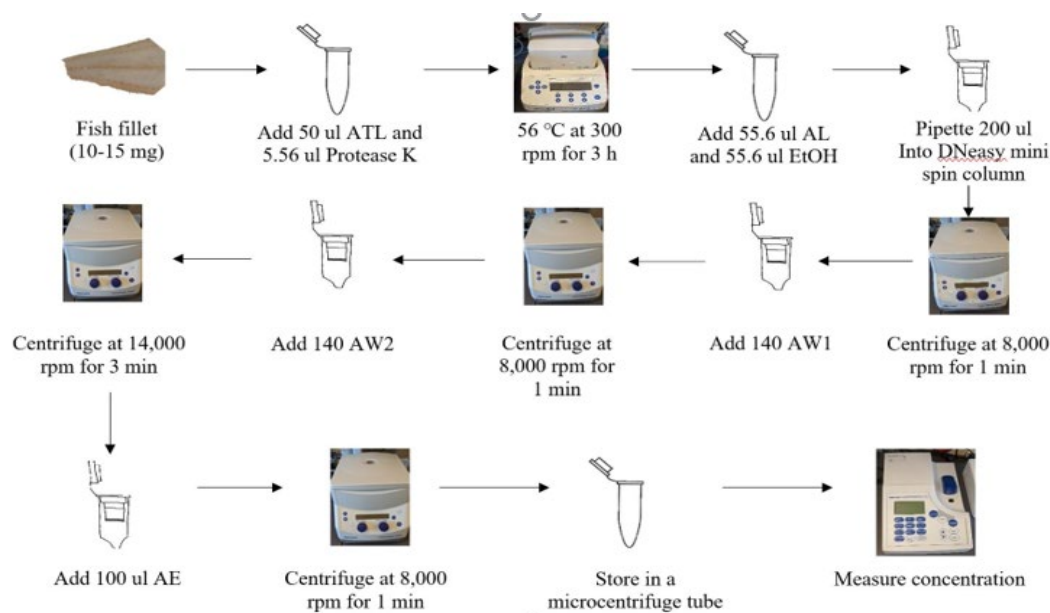 Fish fillet
(10-15 mg)
Add 50 ul ATL and
5.56 ul Protease K
56 °C at 300
rpm for 3 h
Add 55.6 ul AL
and 55.6 ul EtOH
Pipette 200 ul
Into DNeasy mini
spin column
Centrifuge at 8,000
rpm for 1 min
Add 140 AW1
Centrifuge at
8,000 rpm for
1 min
Add 140 AW2
Centrifuge at 14,000
rpm for 3 min
Add 100 ul AE
Centrifuge at 8,000
rpm for 1 min
Store in a
microcentrifuge tube
Measure concentration